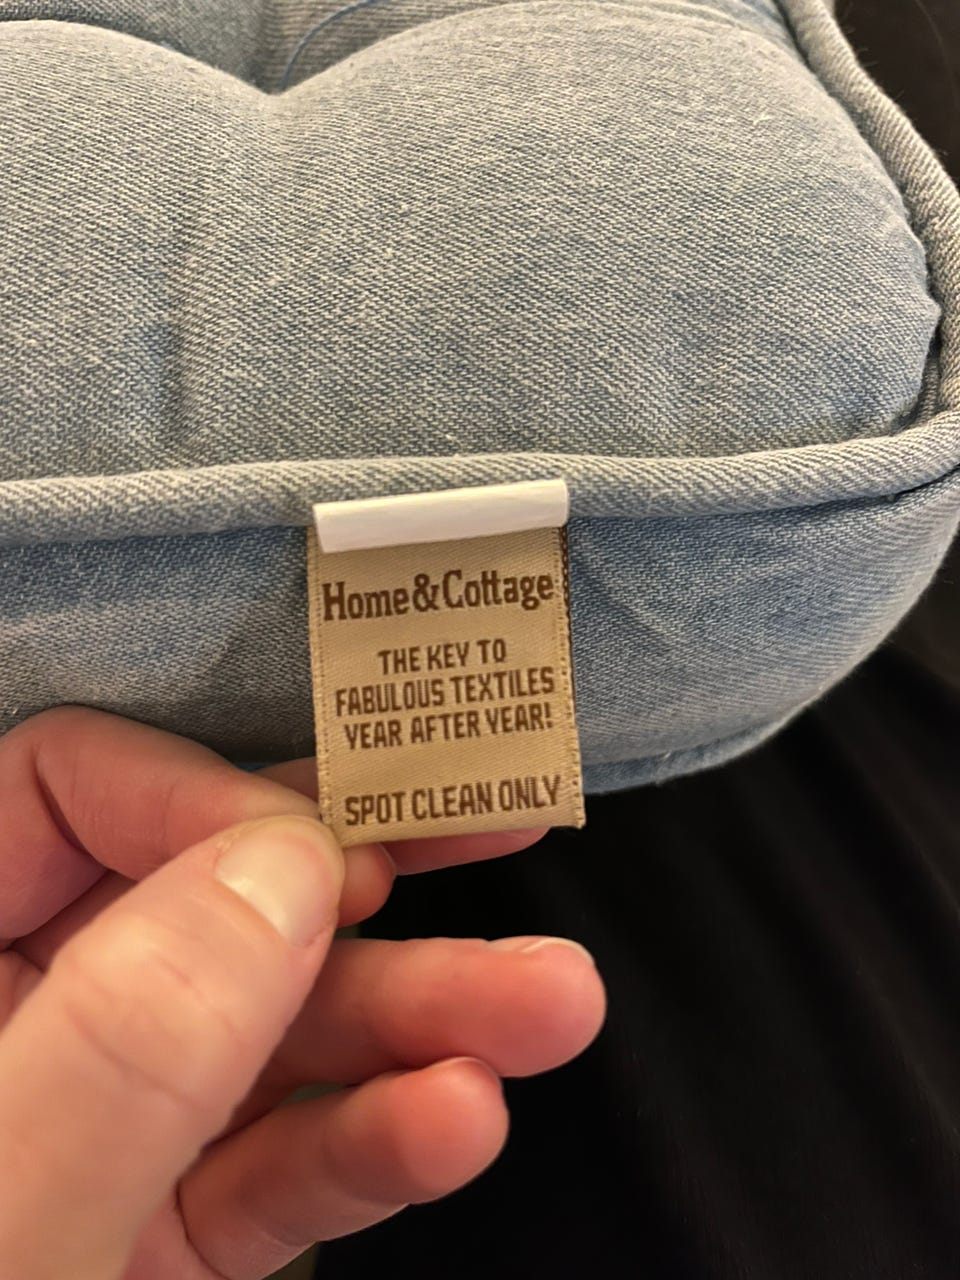 Home&Cottage
THE KEY TO
FABULOUS TEXTILES
YEAR AFTER YEAR!
SPOT CLEAN ONLY